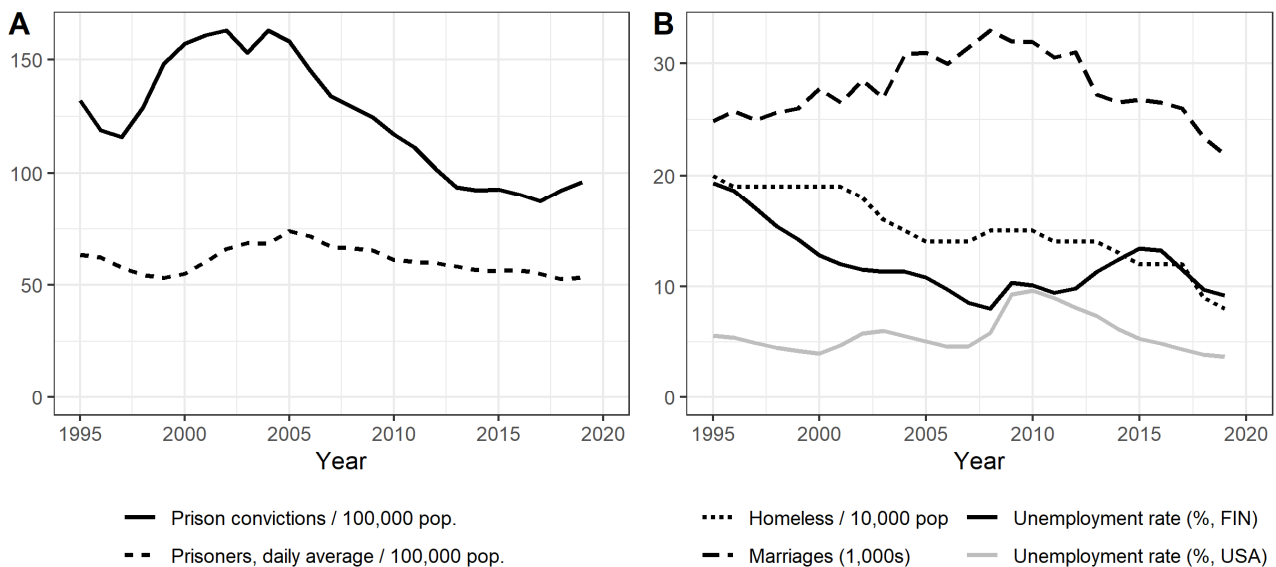 A
150
100
50
0
1995 2000 2005 2010 2015 2020
Year
Prison convictions / 100,000 pop.
Prisoners, daily average / 100,000 pop.
B
30
20
10
0
1995 2000 2005 2010 2015 2020
Year
Homeless / 10,000 pop Unemployment rate (%, FIN)
Marriages (1,000s) Unemployment rate (%, USA)